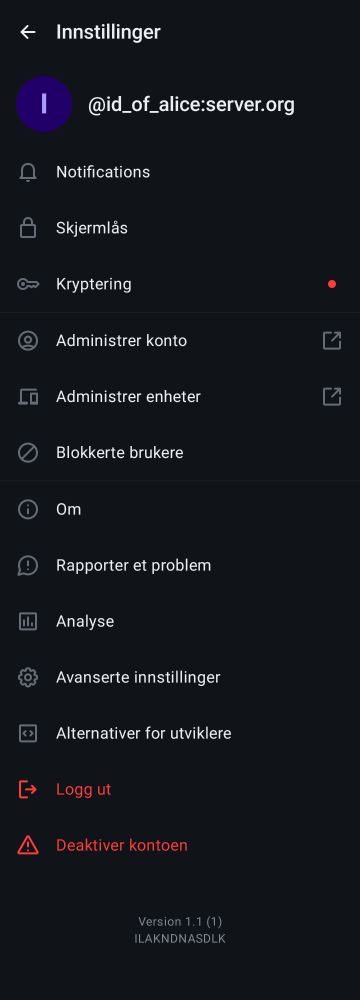 Innstillinger
I
@id_of_alice:server.org
Notifications
Skjermlås
Kryptering
Administrer konto
Administrer enheter
Blokkerte brukere
Om
Rapporter et problem
Analyse
Avanserte innstillinger
Alternativer for utviklere
Logg ut
Deaktiver kontoen
Version 1.1 (1)
ILAKNDNASDLK